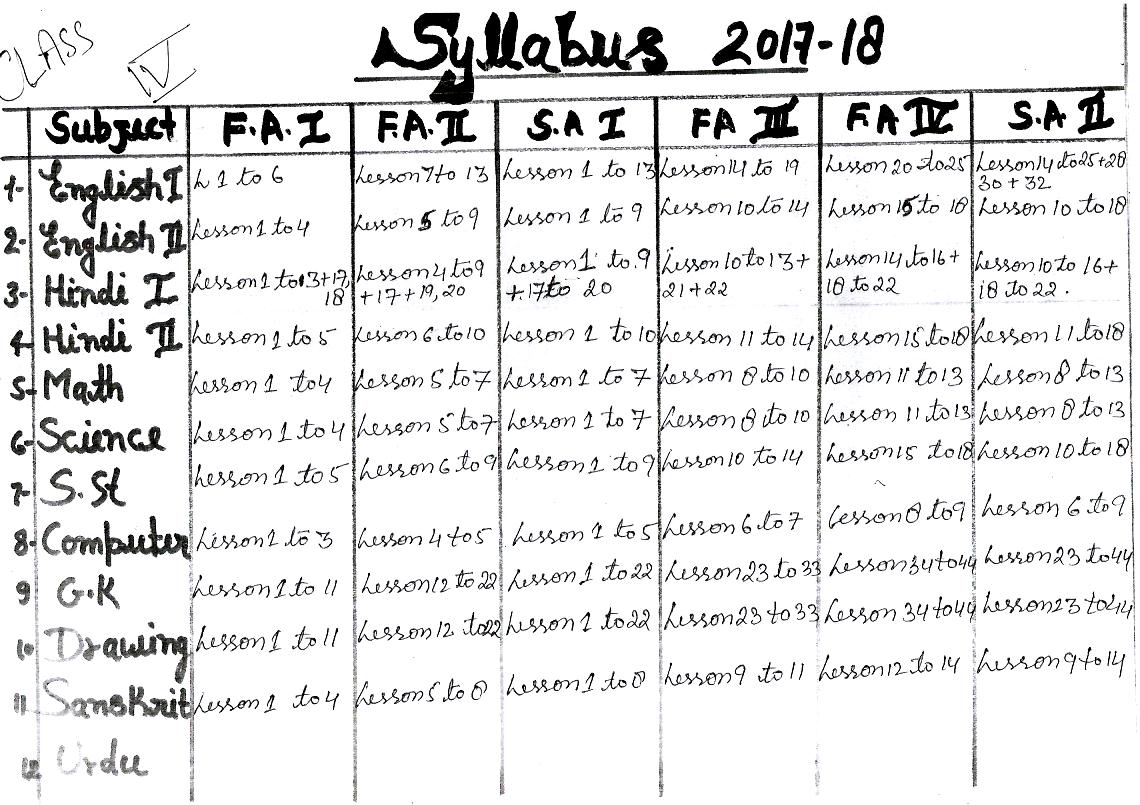 CLASS IV
Syllabus 2017-18
Subject F.A. I F.A. II S.A I FA III F.A IV S.A II
1- English I L 1 to 6 Lesson 7 to 13 Lesson 1 to 13 Lesson 14 to 19 Lesson 20 to 25 Lesson 14 to 25+28
30+32
2- English II Lesson 1 to 4 Lesson 5 to 9 Lesson 1 to 9 Lesson 10 to 14 Lesson 15 to 18 Lesson 10 to 18
3- Hindi I Lesson 1 to 13+17, Lesson 4 to 9 Lesson 1 to 9 Lesson 10 to 13+ Lesson 14 to 16+ Lesson 10 to 16+
18 +17+19,20 +17 to 20 21+22 18 to 22 18 to 22.
4- Hindi II Lesson 1 to 5 Lesson 6 to 10 Lesson 1 to 10 Lesson 11 to 14 Lesson 15 to 18 Lesson 11 to 18
5- Math Lesson 1 to 4 Lesson 5 to 7 Lesson 1 to 7 Lesson 8 to 10 Lesson 11 to 13 Lesson 8 to 13
6- Science Lesson 1 to 4 Lesson 5 to 7 Lesson 1 to 7 Lesson 8 to 10 Lesson 11 to 13 Lesson 8 to 13
7- S.St Lesson 1 to 5 Lesson 6 to 9 Lesson 1 to 9 Lesson 10 to 14 Lesson 15 to 18 Lesson 10 to 18
8- Computer Lesson 1 to 3 Lesson 4 to 5 Lesson 1 to 5 Lesson 6 to 7 Lesson 8 to 9 Lesson 6 to 9
9 G.K Lesson 1 to 11 Lesson 12 to 22 Lesson 1 to 22 Lesson 23 to 33 Lesson 34 to 44 Lesson 23 to 44
10 Drawing Lesson 1 to 11 Lesson 12 to 22 Lesson 1 to 22 Lesson 23 to 33 Lesson 34 to 44 Lesson 23 to 44
11 Sanskrit Lesson 1 to 4 Lesson 5 to 8 Lesson 1 to 8 Lesson 9 to 11 Lesson 12 to 14 Lesson 9 to 14
12 Urdu